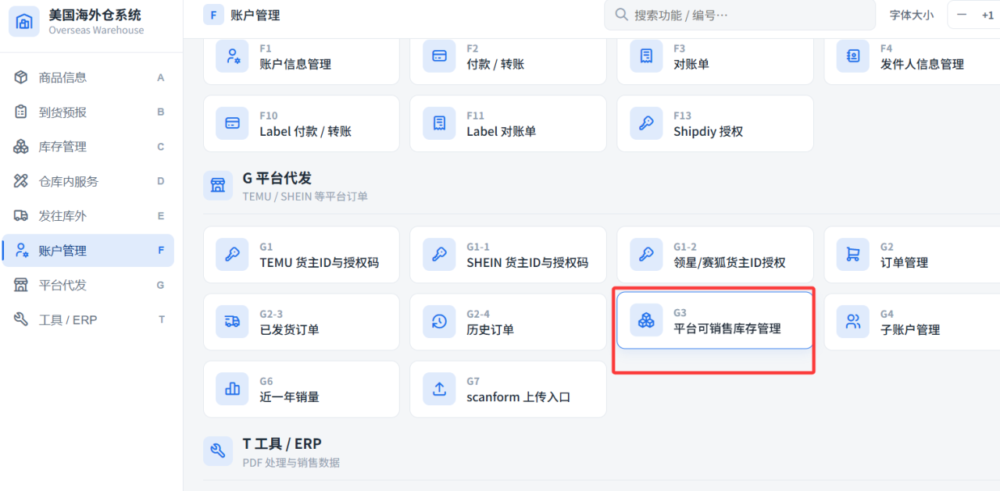 美国海外仓系统
Overseas Warehouse
商品信息 A
到货预报 B
库存管理 C
仓库内服务 D
发往库外 E
账户管理 F
平台代发 G
工具 / ERP T
F 账户管理
搜索功能 / 编号…
字体大小
— +1
F1
账户信息管理
F2
付款 / 转账
F3
对账单
F4
发件人信息管理
F10
Label 付款 / 转账
F11
Label 对账单
F13
Shipdiy 授权
G 平台代发
TEMU / SHEIN 等平台订单
G1
TEMU 货主ID与授权码
G1-1
SHEIN 货主ID与授权码
G1-2
领星/赛狐货主ID授权
G2
订单管理
G2-3
已发货订单
G2-4
历史订单
G3
平台可销售库存管理
G4
子账户管理
G6
近一年销量
G7
scanform 上传入口
T 工具 / ERP
PDF 处理与销售数据